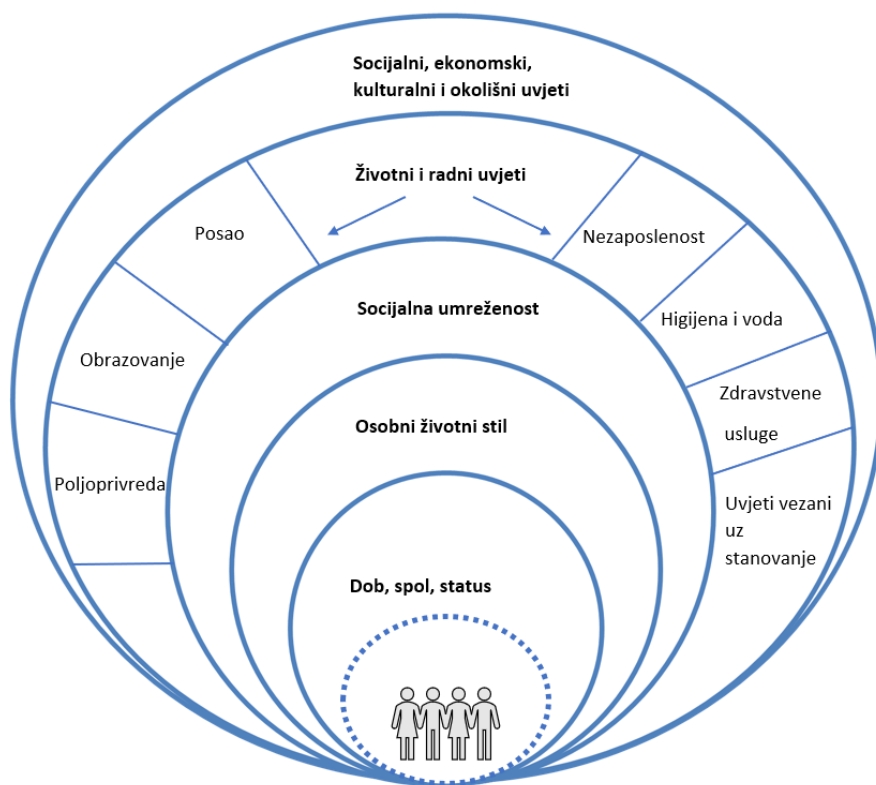 Socijalni, ekonomski,
kulturalni i okolišni uvjeti
Životni i radni uvjeti
Posao
Nezaposlenost
Socijalna umreženost
Higijena i voda
Obrazovanje
Zdravstvene
usluge
Osobni životni stil
Poljoprivreda
Uvjeti vezani
uz
stanovanje
Dob, spol, status